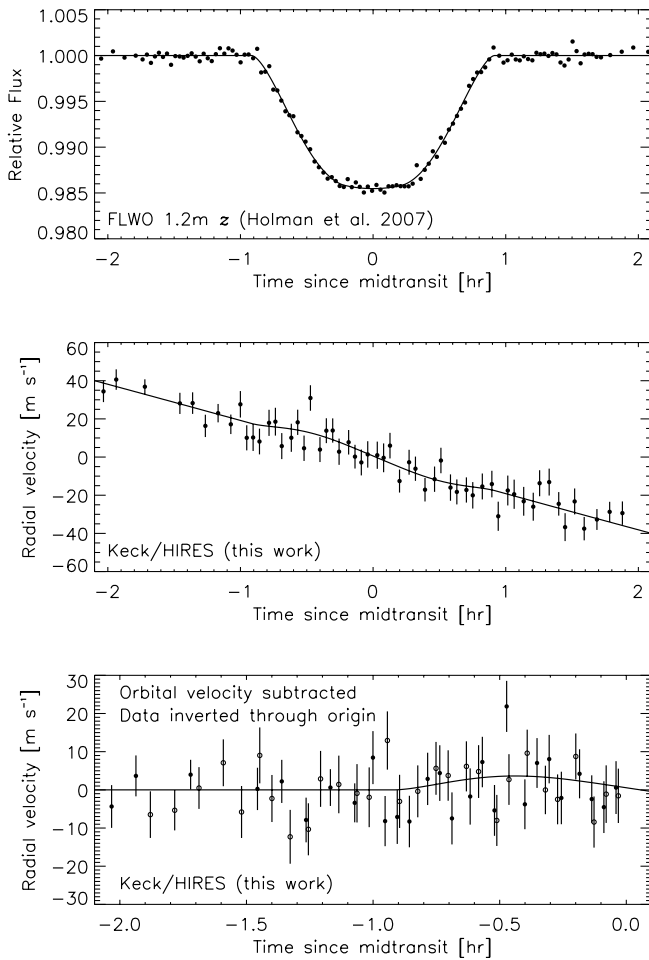 1.005
1.000
0.995
0.990
0.985
0.980
Relative Flux
FLWO 1.2m z (Holman et al. 2007)
−2 −1 0 1 2
Time since midtransit [hr]
60
40
20
0
−20
−40
−60
Radial velocity [m s⁻¹]
Keck/HIRES (this work)
−2 −1 0 1 2
Time since midtransit [hr]
30
20
10
0
−10
−20
−30
Radial velocity [m s⁻¹]
Orbital velocity subtracted
Data inverted through origin
Keck/HIRES (this work)
−2.0 −1.5 −1.0 −0.5 0.0
Time since midtransit [hr]